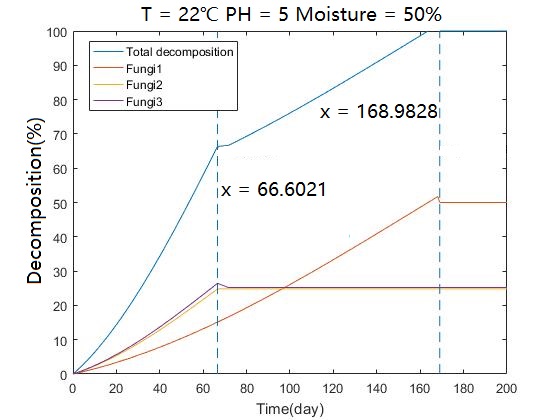 T = 22℃ PH = 5 Moisture = 50%
Total decomposition
Fungi1
Fungi2
Fungi3
x = 168.9828
x = 66.6021
Decomposition(%)
100
90
80
70
60
50
40
30
20
10
0
0 20 40 60 80 100 120 140 160 180 200
Time(day)